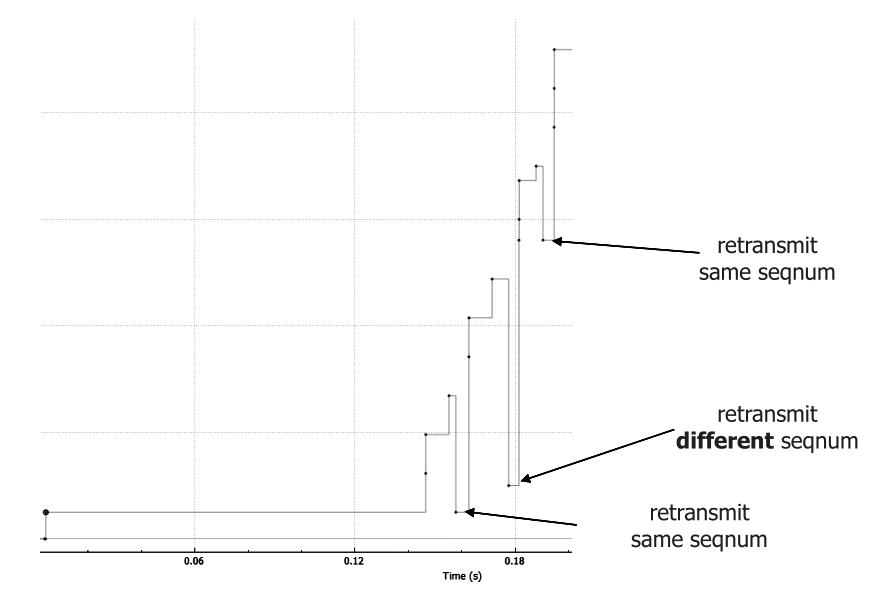 retransmit
same seqnum
retransmit
different seqnum
retransmit
same seqnum
0.06
0.12
0.18
Time (s)